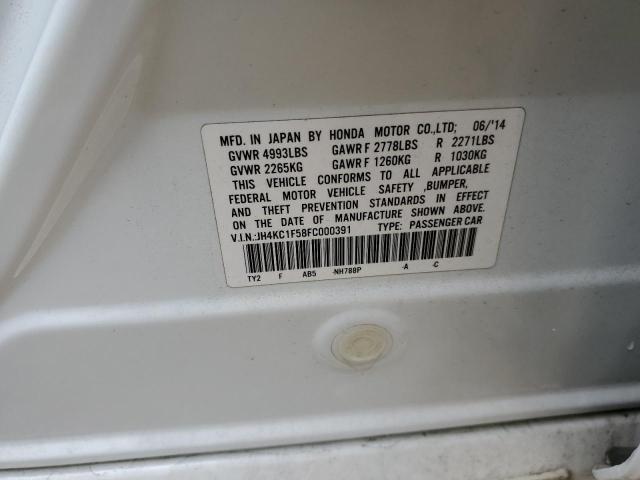 MFD. IN JAPAN BY HONDA MOTOR CO.,LTD; 06/'14
GVWR 4993LBS GAWR F 2778LBS R 2271LBS
GVWR 2265KG GAWR F 1260KG R 1030KG
THIS VEHICLE CONFORMS TO ALL APPLICABLE
FEDERAL MOTOR VEHICLE SAFETY ,BUMPER,
AND THEFT PREVENTION STANDARDS IN EFFECT
ON THE DATE OF MANUFACTURE SHOWN ABOVE.
V.I.N.:JH4KC1F58FC000391 TYPE: PASSENGER CAR
TY2 F AB5 -NH788P -A -C